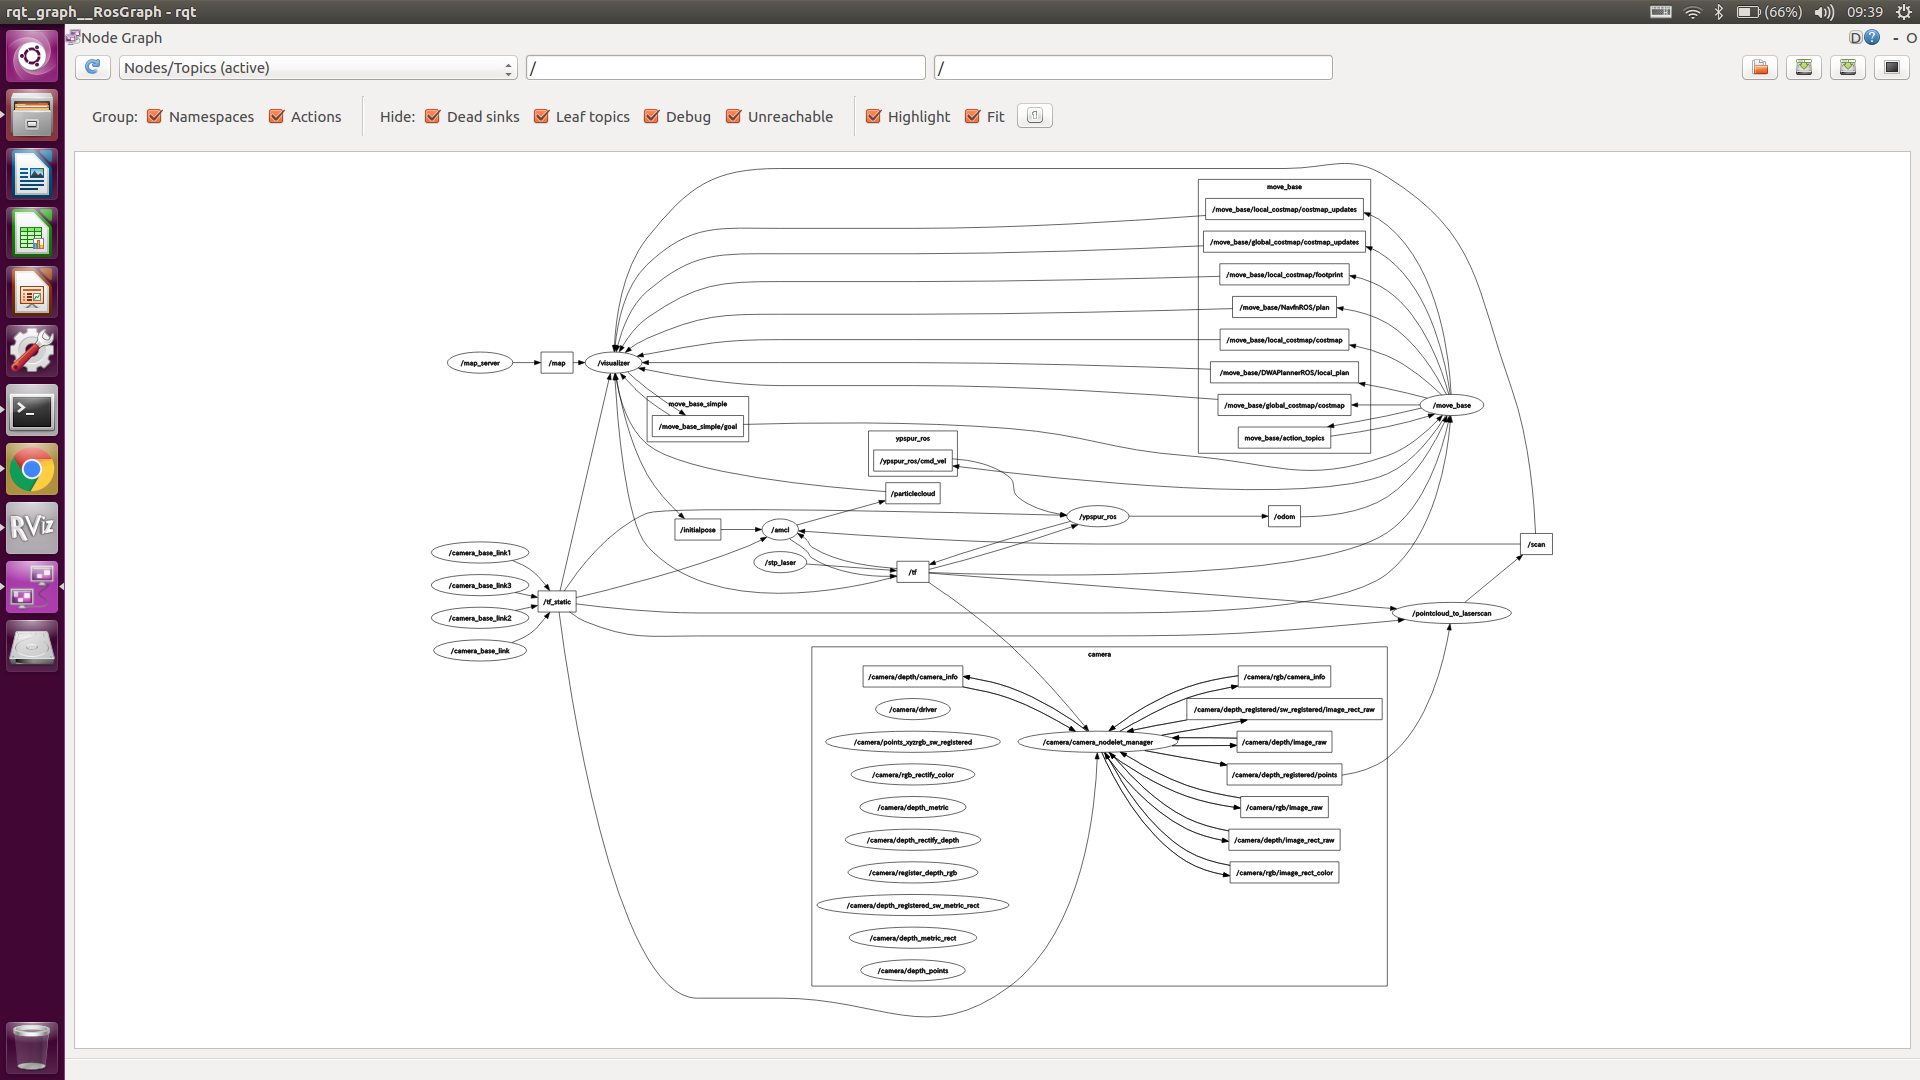 rqt_graph__RosGraph - rqt
(66%)
09:39
Node Graph
D
- O
Nodes/Topics (active)
/
/
Group:
Namespaces
Actions
Hide:
Dead sinks
Leaf topics
Debug
Unreachable
Highlight
Fit
move_base
/move_base/local_costmap/costmap_updates
/move_base/global_costmap/costmap_updates
/move_base/local_costmap/footprint
/move_base/NavfnROS/plan
/move_base/local_costmap/costmap
/map_server
/map
/visualizer
/move_base/DWAPlannerROS/local_plan
move_base_simple
/move_base/global_costmap/costmap
/move_base
/move_base_simple/goal
move_base/action_topics
ypspur_ros
/ypspur_ros/cmd_vel
/particlecloud
/initialpose
/amcl
/ypspur_ros
/odom
/scan
/camera_base_link1
/stp_laser
/tf
/camera_base_link3
/tf_static
/camera_base_link2
/pointcloud_to_laserscan
/camera_base_link
camera
/camera/depth/camera_info
/camera/rgb/camera_info
/camera/driver
/camera/depth_registered/sw_registered/image_rect_raw
/camera/points_xyzrgb_sw_registered
/camera/camera_nodelet_manager
/camera/depth/image_raw
/camera/rgb_rectify_color
/camera/depth_registered/points
/camera/depth_metric
/camera/rgb/image_raw
/camera/depth_rectify_depth
/camera/depth/image_rect_raw
/camera/register_depth_rgb
/camera/rgb/image_rect_color
/camera/depth_registered_sw_metric_rect
/camera/depth_metric_rect
/camera/depth_points
RViz